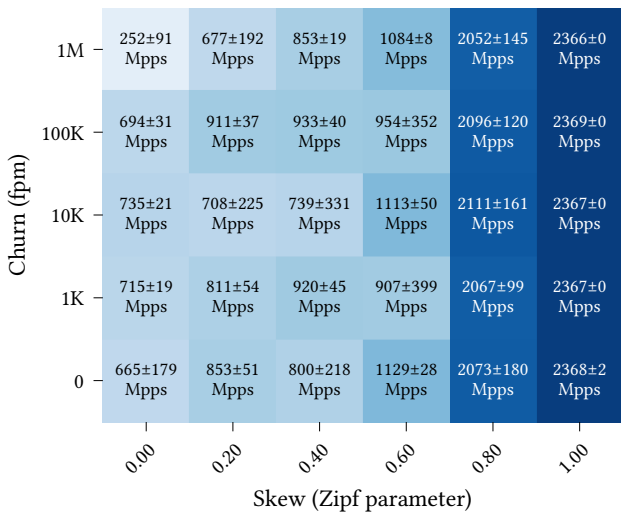 1M
252±91
Mpps
677±192
Mpps
853±19
Mpps
1084±8
Mpps
2052±145
Mpps
2366±0
Mpps
100K
694±31
Mpps
911±37
Mpps
933±40
Mpps
954±352
Mpps
2096±120
Mpps
2369±0
Mpps
10K
735±21
Mpps
708±225
Mpps
739±331
Mpps
1113±50
Mpps
2111±161
Mpps
2367±0
Mpps
1K
715±19
Mpps
811±54
Mpps
920±45
Mpps
907±399
Mpps
2067±99
Mpps
2367±0
Mpps
0
665±179
Mpps
853±51
Mpps
800±218
Mpps
1129±28
Mpps
2073±180
Mpps
2368±2
Mpps
Churn (fpm)
0.00
0.20
0.40
0.60
0.80
1.00
Skew (Zipf parameter)